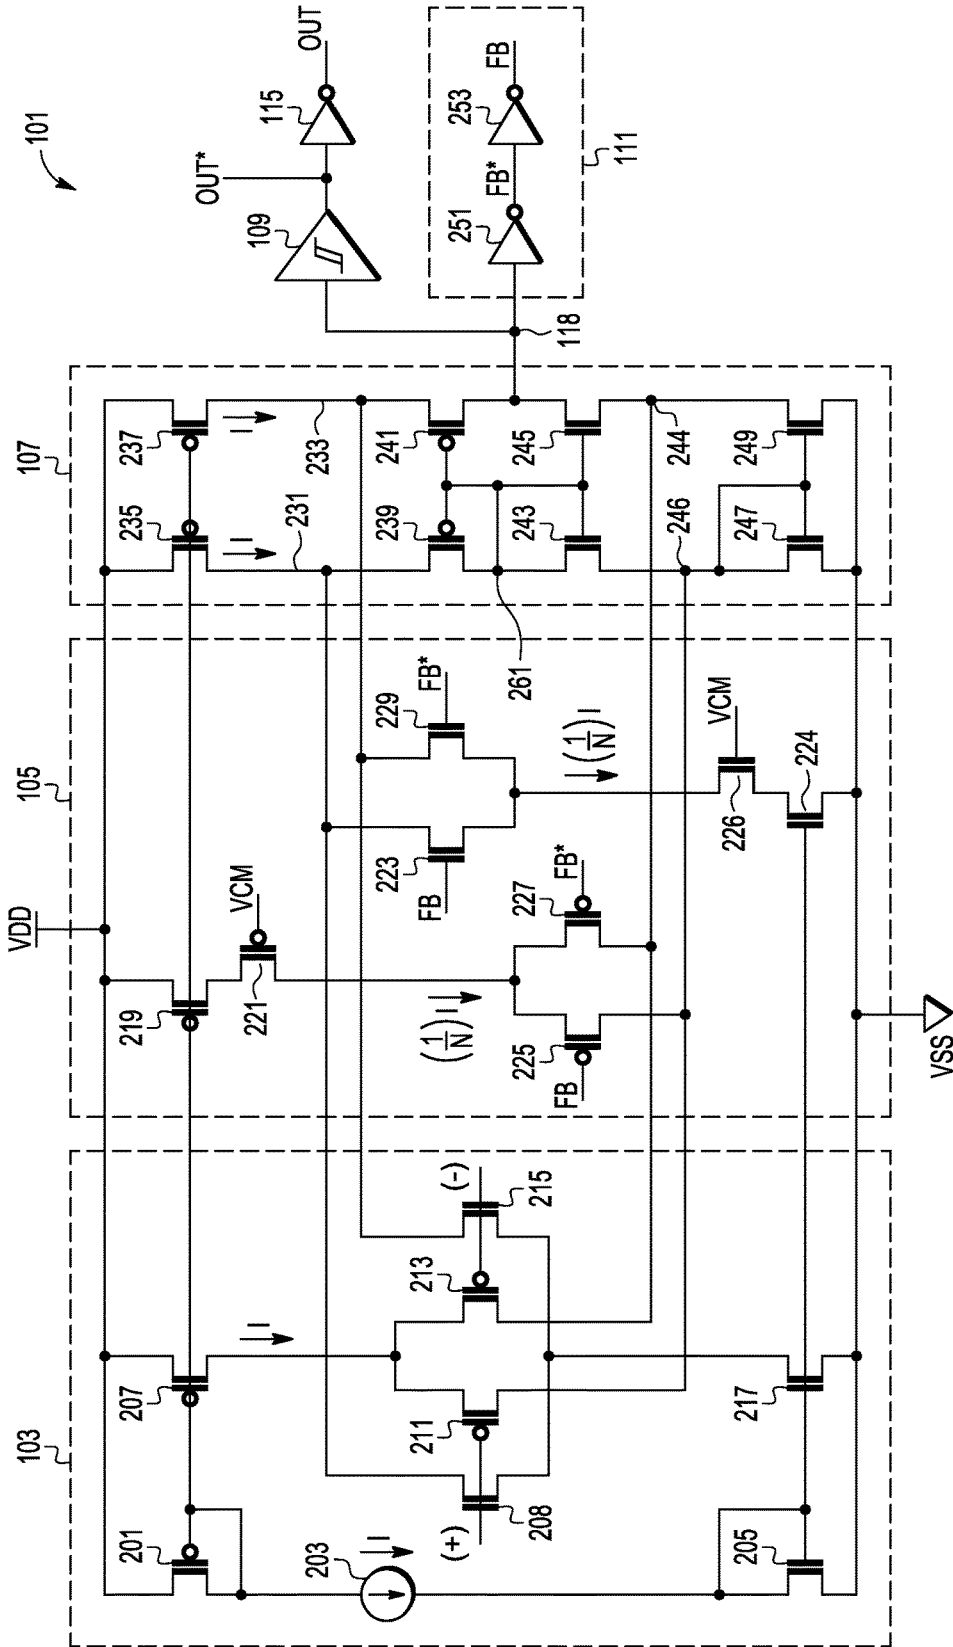 101
OUT
115
OUT*
109
FB
253
FB*
251
111
118
107
237
235
I
I
233
231
241
239
245
243
244
246
249
247
261
105
VDD
219
VCM
221
223
FB
229
FB*
(1/N)I
(1/N)I
225
FB
227
FB*
VCM
226
224
VSS
103
201
207
I
203
I
(+)
208
211
213
215
(-)
205
217